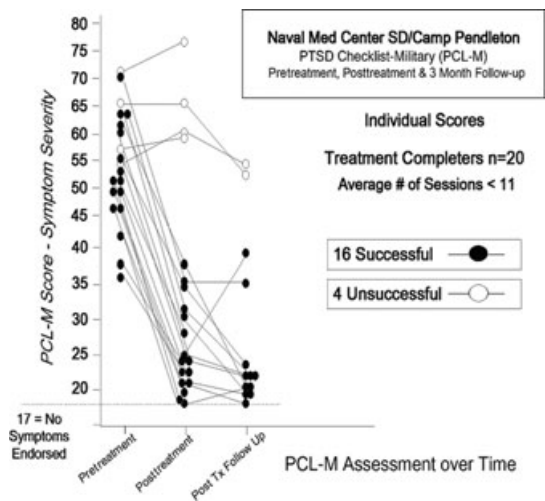 Naval Med Center SD/Camp Pendleton
PTSD Checklist-Military (PCL-M)
Pretreatment, Posttreatment & 3 Month Follow-up
Individual Scores
Treatment Completers n=20
Average # of Sessions < 11
16 Successful
4 Unsuccessful
PCL-M Score - Symptom Severity
80
75
70
65
60
55
50
45
40
35
30
25
20
17 = No
Symptoms
Endorsed
Pretreatment
Posttreatment
Post Tx Follow Up
PCL-M Assessment over Time